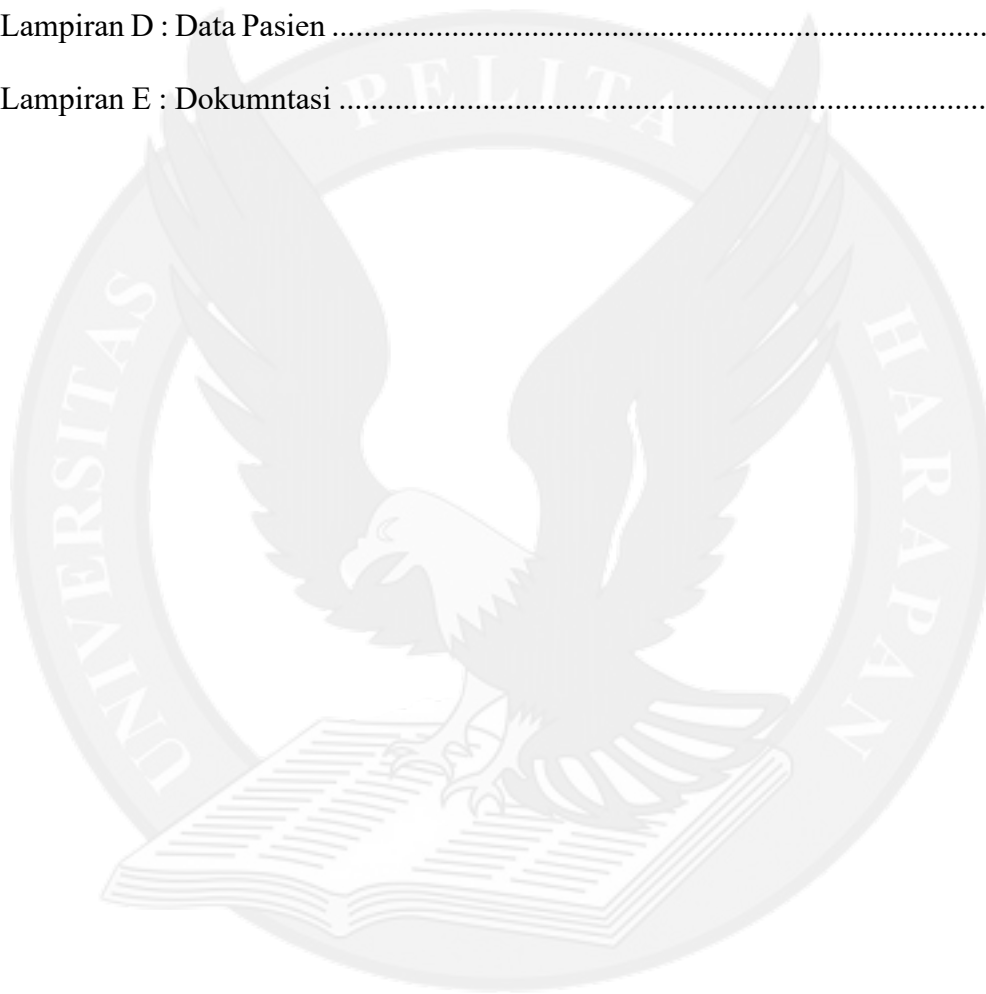 Lampiran D : Data Pasien ......................................................................
Lampiran E : Dokumntasi .....................................................................
PELITA
UNIVERSITAS
HARAPAN